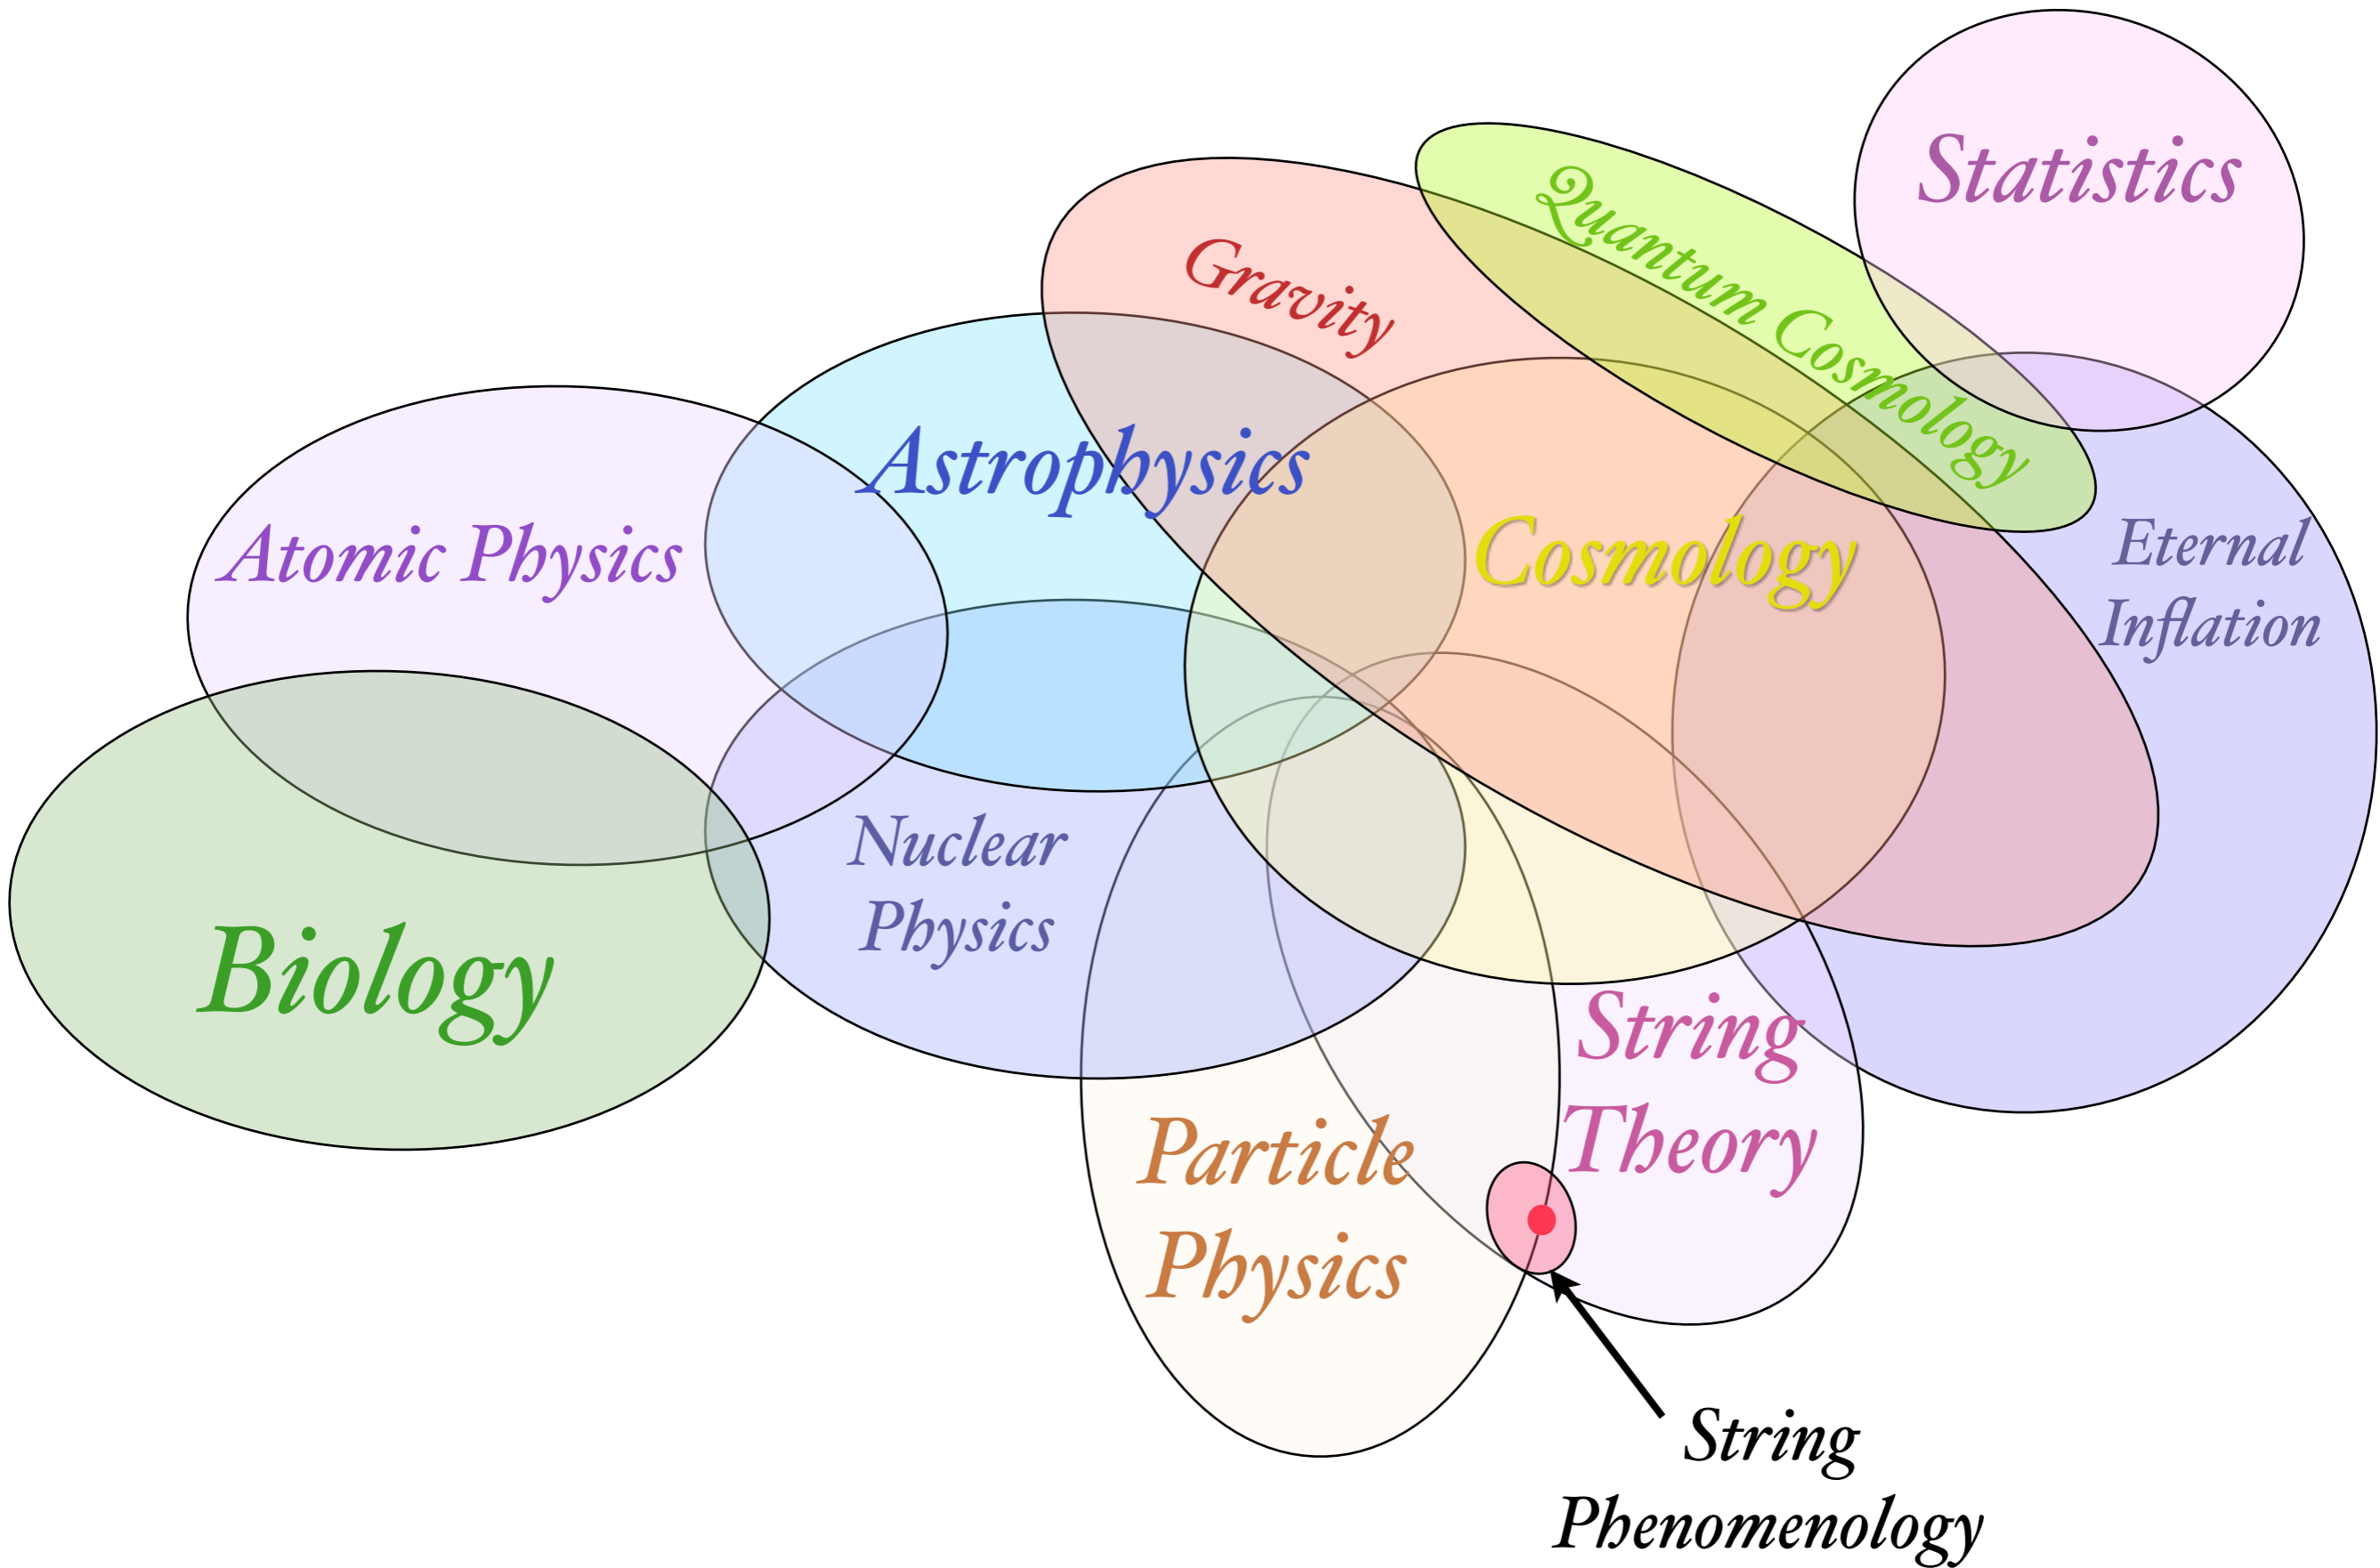 Statistics
Quantum Cosmology
Gravity
Astrophysics
Atomic Physics
Cosmology
Eternal
Inflation
Nuclear
Physics
Biology
String
Theory
Particle
Physics
String
Phenomenology